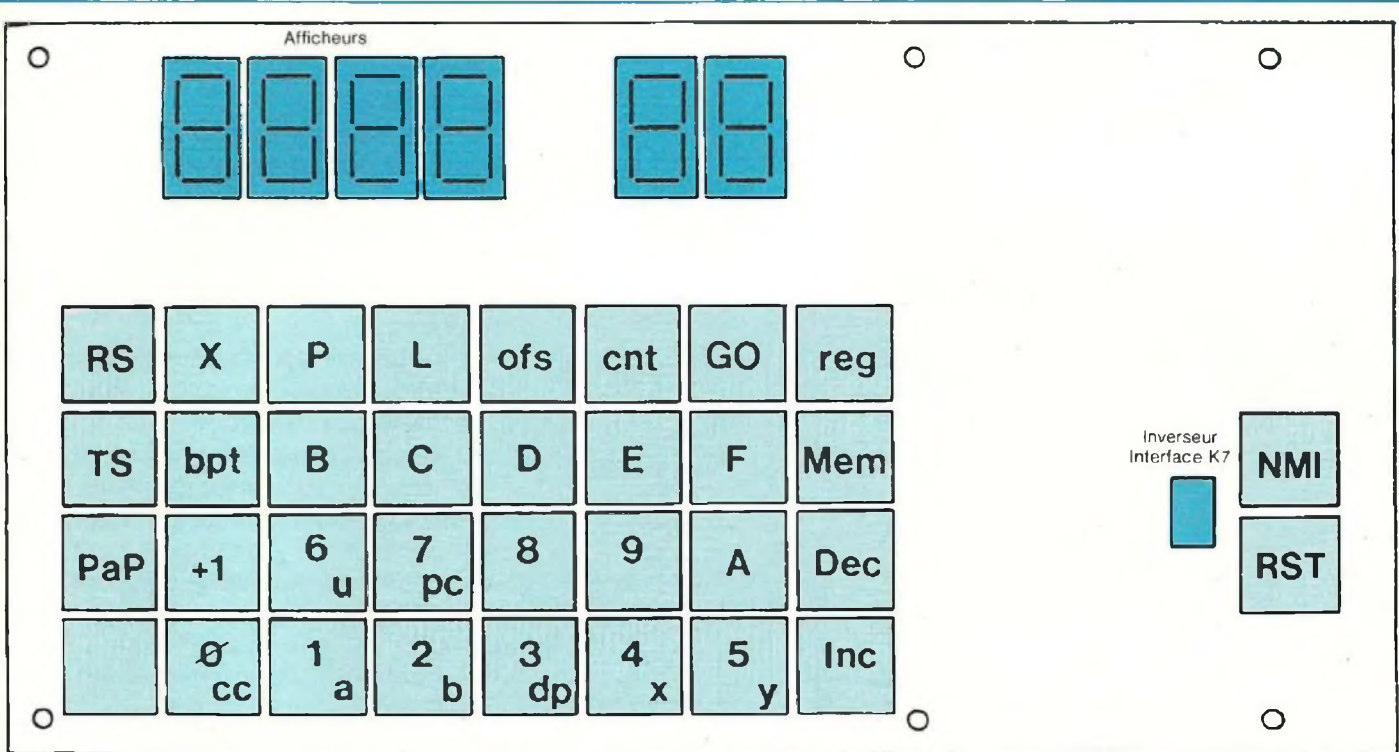 Afficheurs
RS X P L ofs cnt GO reg
TS bpt B C D E F Mem
Inverseur
Interface K7
NMI
PaP +1 6 u 7 pc 8 9 A Dec
RST
0 cc 1 a 2 b 3 dp 4 x 5 y Inc